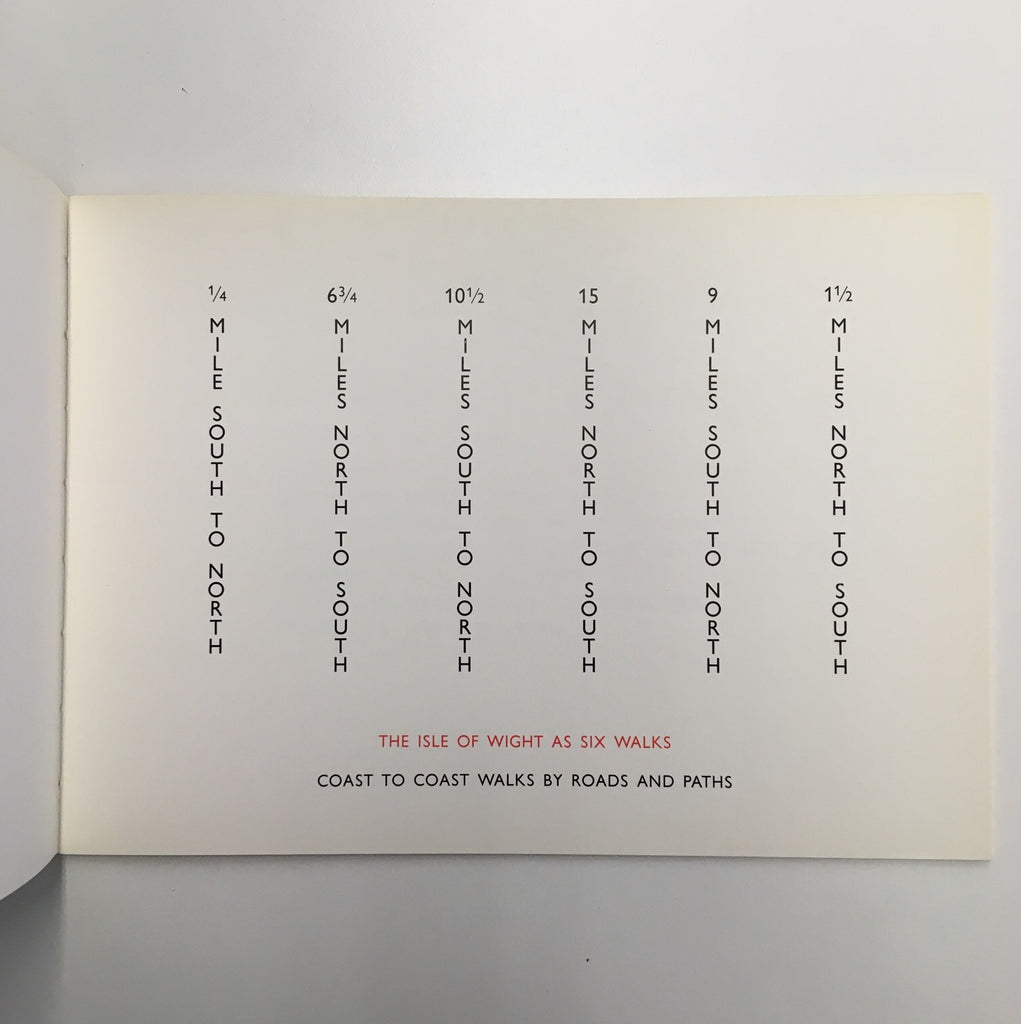 1/4 MILE SOUTH TO NORTH
6 3/4 MILES NORTH TO SOUTH
10 1/2 MILES SOUTH TO NORTH
15 MILES NORTH TO SOUTH
9 MILES SOUTH TO NORTH
1 1/2 MILES NORTH TO SOUTH
THE ISLE OF WIGHT AS SIX WALKS
COAST TO COAST WALKS BY ROADS AND PATHS